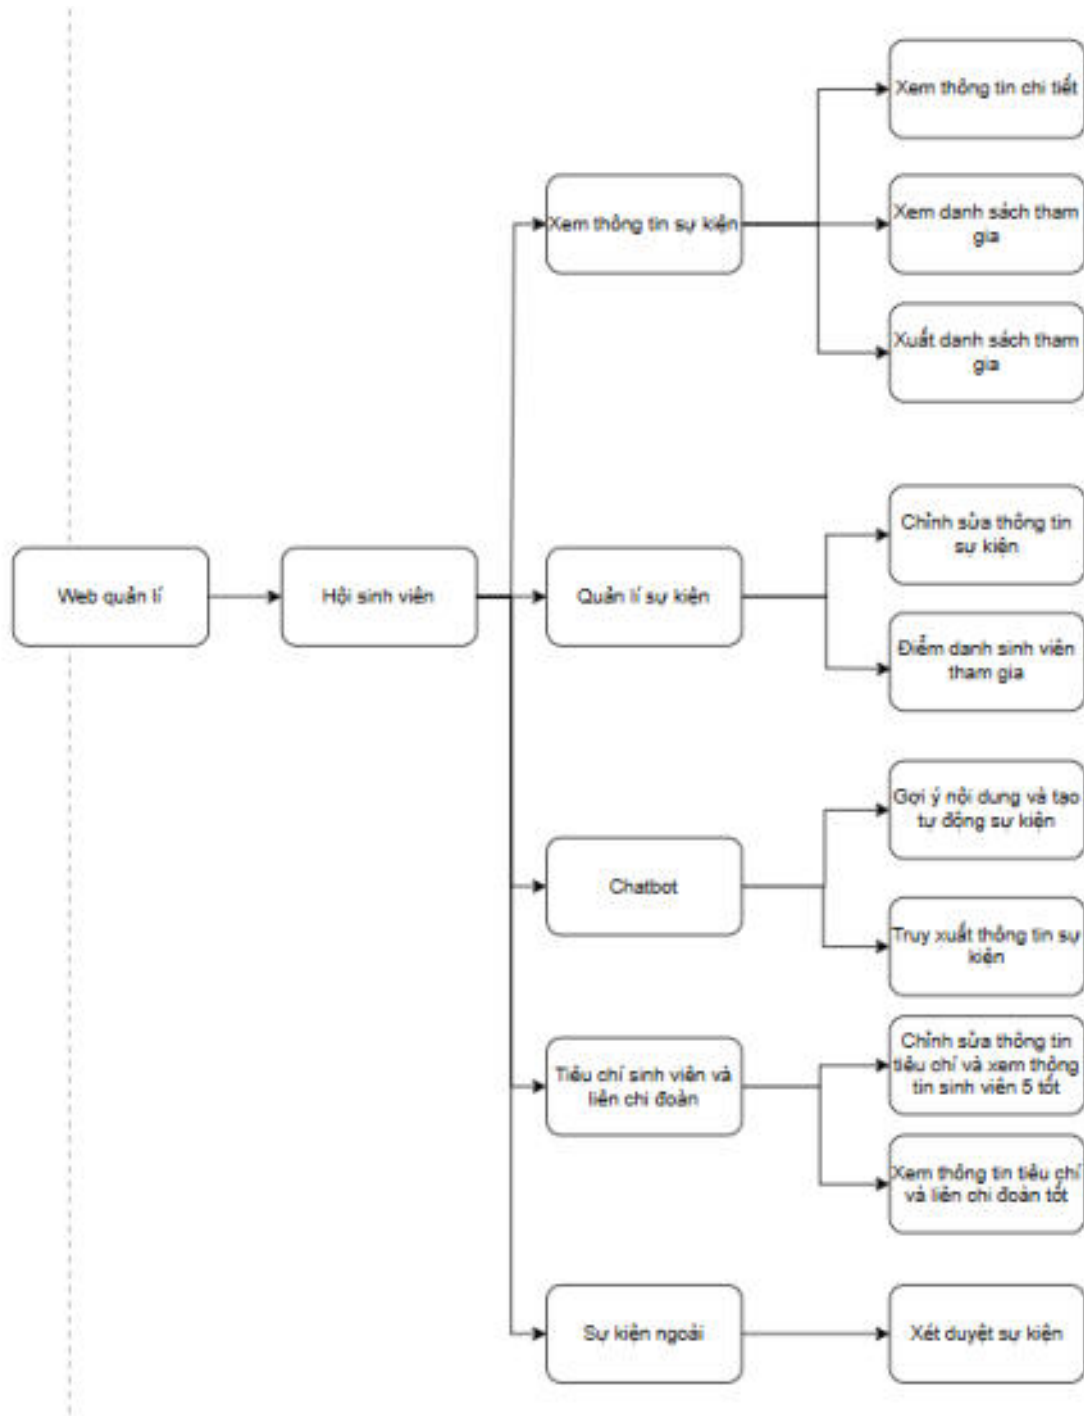 Xem thông tin chi tiết
Xem thông tin sự kiện
Xem danh sách tham
gia
Xuất danh sách tham
gia
Web quản lí
Hội sinh viên
Quản lí sự kiện
Chỉnh sửa thông tin
sự kiện
Điểm danh sinh viên
tham gia
Chatbot
Gợi ý nội dung và tạo
tự động sự kiện
Truy xuất thông tin sự
kiện
Tiêu chí sinh viên và
liên chi đoàn
Chỉnh sửa thông tin
tiêu chí và xem thông
tin sinh viên 5 tốt
Xem thông tin tiêu chí
và liên chi đoàn tốt
Sự kiện ngoài
Xét duyệt sự kiện